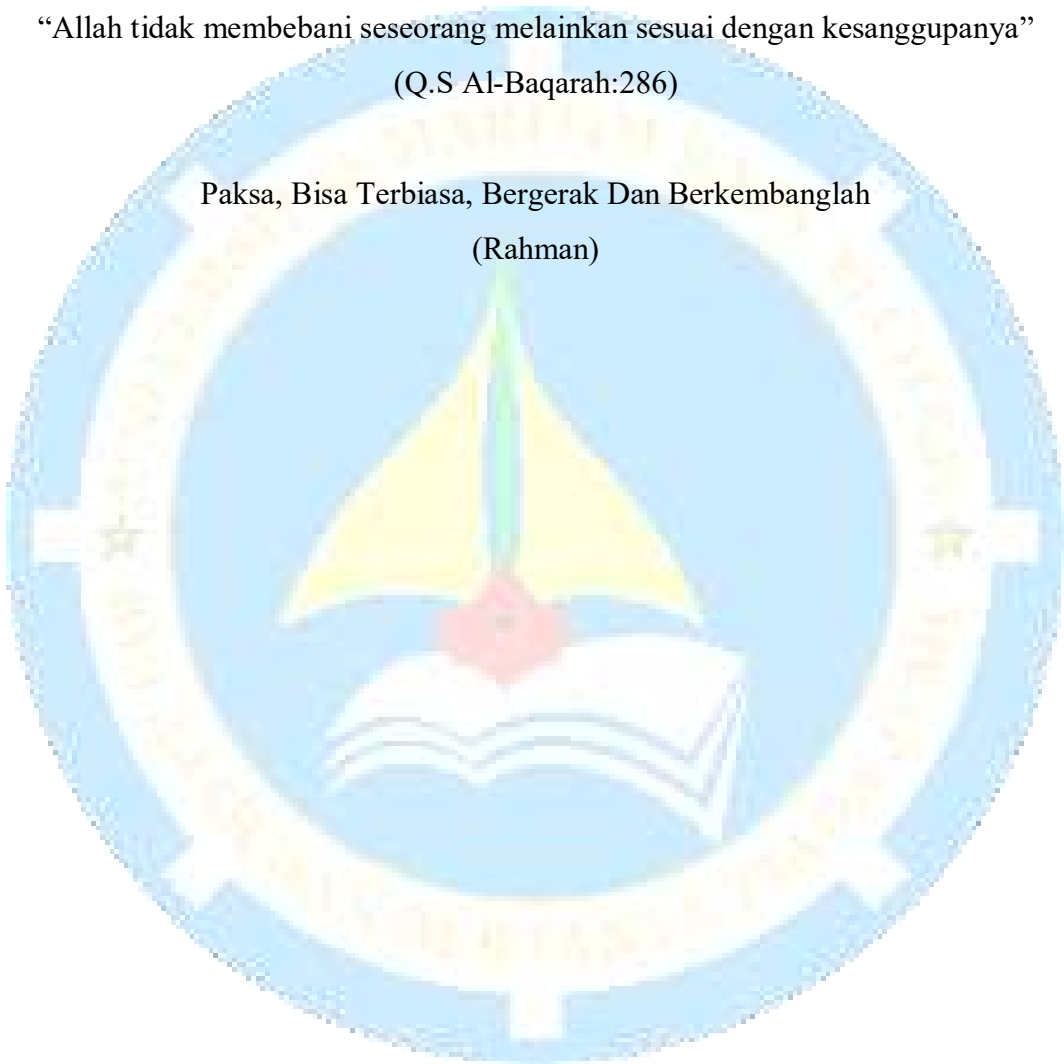 “Allah tidak membebani seseorang melainkan sesuai dengan kesanggupanya”
(Q.S Al-Baqarah:286)
Paksa, Bisa Terbiasa, Bergerak Dan Berkembanglah
(Rahman)